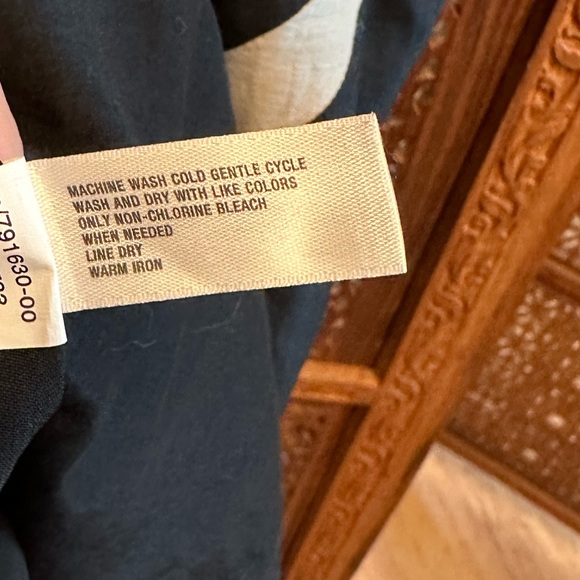 MACHINE WASH COLD GENTLE CYCLE
WASH AND DRY WITH LIKE COLORS
ONLY NON-CHLORINE BLEACH
WHEN NEEDED
LINE DRY
WARM IRON
/791630-00